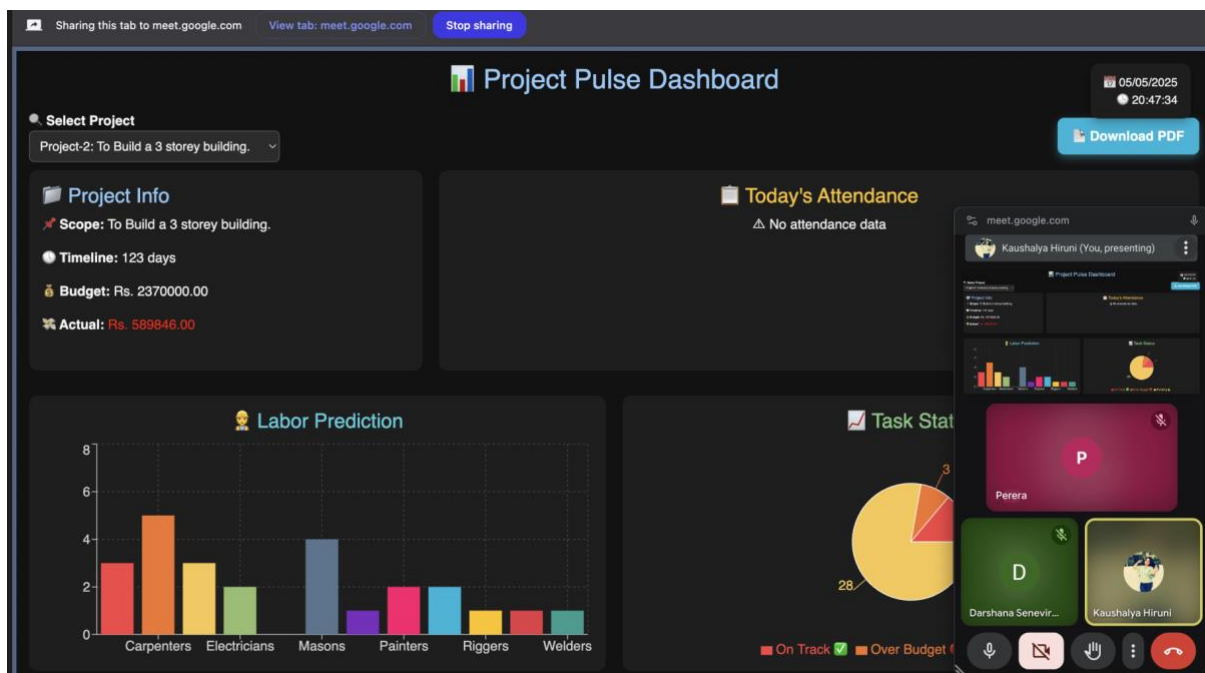 Sharing this tab to meet.google.com View tab: meet.google.com Stop sharing
Project Pulse Dashboard
05/05/2025
20:47:34
Select Project
Project-2: To Build a 3 storey building.
Download PDF
Project Info
Scope: To Build a 3 storey building.
Timeline: 123 days
Budget: Rs. 2370000.00
Actual: Rs. 589846.00
Today's Attendance
⚠ No attendance data
meet.google.com
Kaushalya Hiruni (You, presenting)
Project Pulse Dashboard
Labor Prediction
8
6
4
2
0
Carpenters Electricians Masons Painters Riggers Welders
Task Stat
3
28
On Track ✅ Over Budget
P
Perera
D
Darshana Senevir...
Kaushalya Hiruni